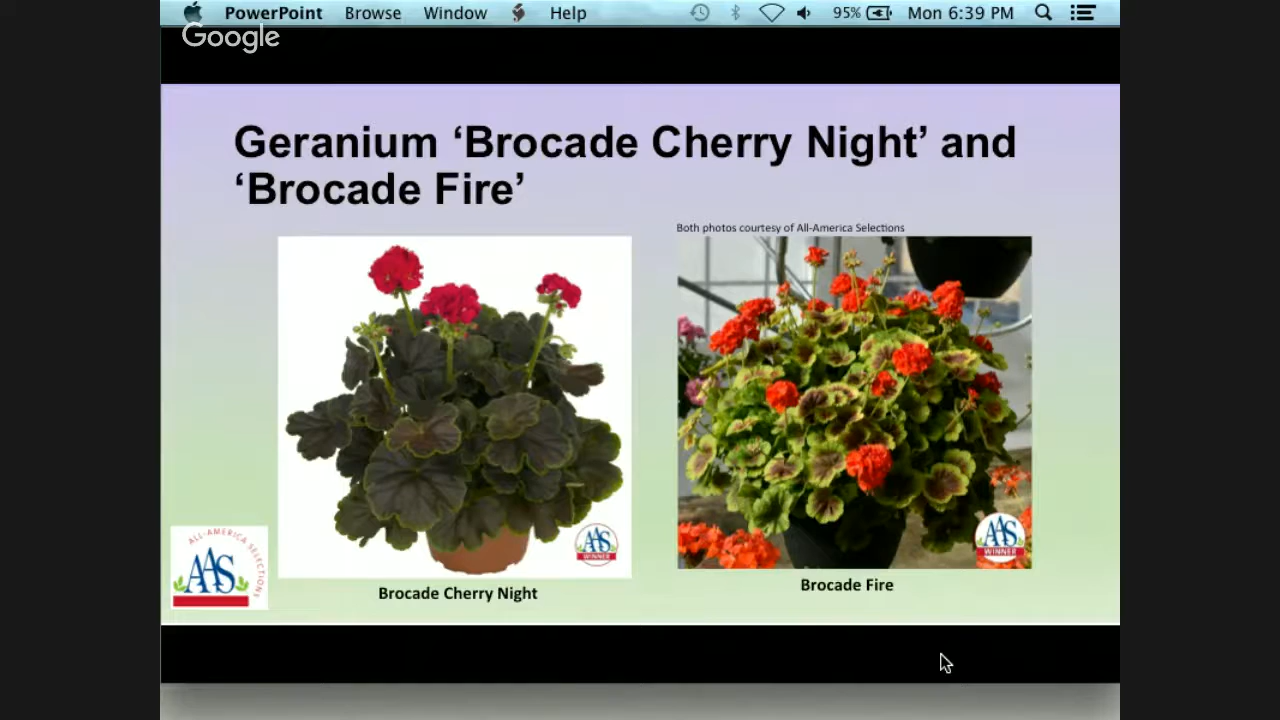 PowerPoint Browse Window Help 95% Mon 6:39 PM
Google
Geranium ‘Brocade Cherry Night’ and
‘Brocade Fire’
Both photos courtesy of All-America Selections
AAS
WINNER
AAS
WINNER
ALL-AMERICA SELECTIONS
AAS
Brocade Cherry Night
Brocade Fire